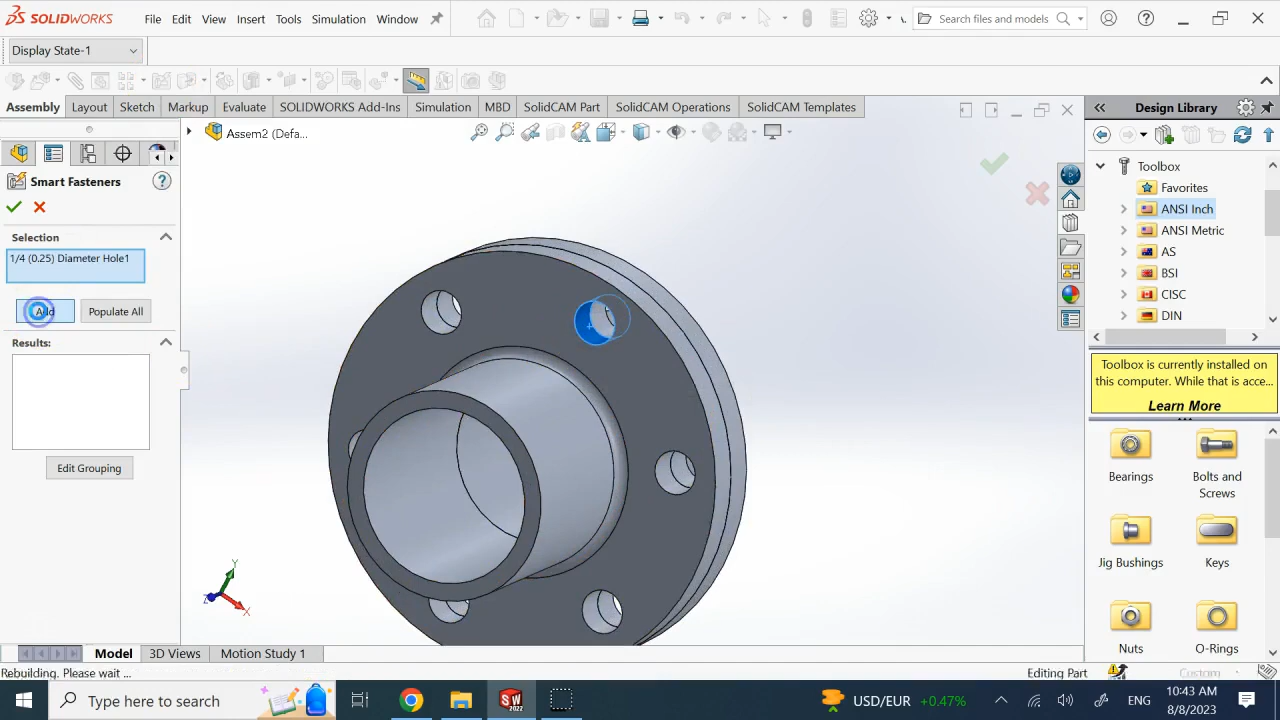 SOLIDWORKS File Edit View Insert Tools Simulation Window Search files and models
Display State-1
Assembly Layout Sketch Markup Evaluate SOLIDWORKS Add-Ins Simulation MBD SolidCAM Part SolidCAM Operations SolidCAM Templates
Design Library
Assem2 (Defa...
Smart Fasteners
Selection
1/4 (0.25) Diameter Hole1
Add Populate All
Results:
Edit Grouping
Toolbox
Favorites
ANSI Inch
ANSI Metric
AS
BSI
CISC
DIN
Toolbox is currently installed on
this computer. While that is acce...
Learn More
Bearings
Bolts and
Screws
Jig Bushings
Keys
Nuts
O-Rings
Y
Z
X
Model 3D Views Motion Study 1
Rebuilding. Please wait ... Editing Part Custom
Type here to search
SW
2022
USD/EUR +0.47% ENG
10:43 AM
8/8/2023